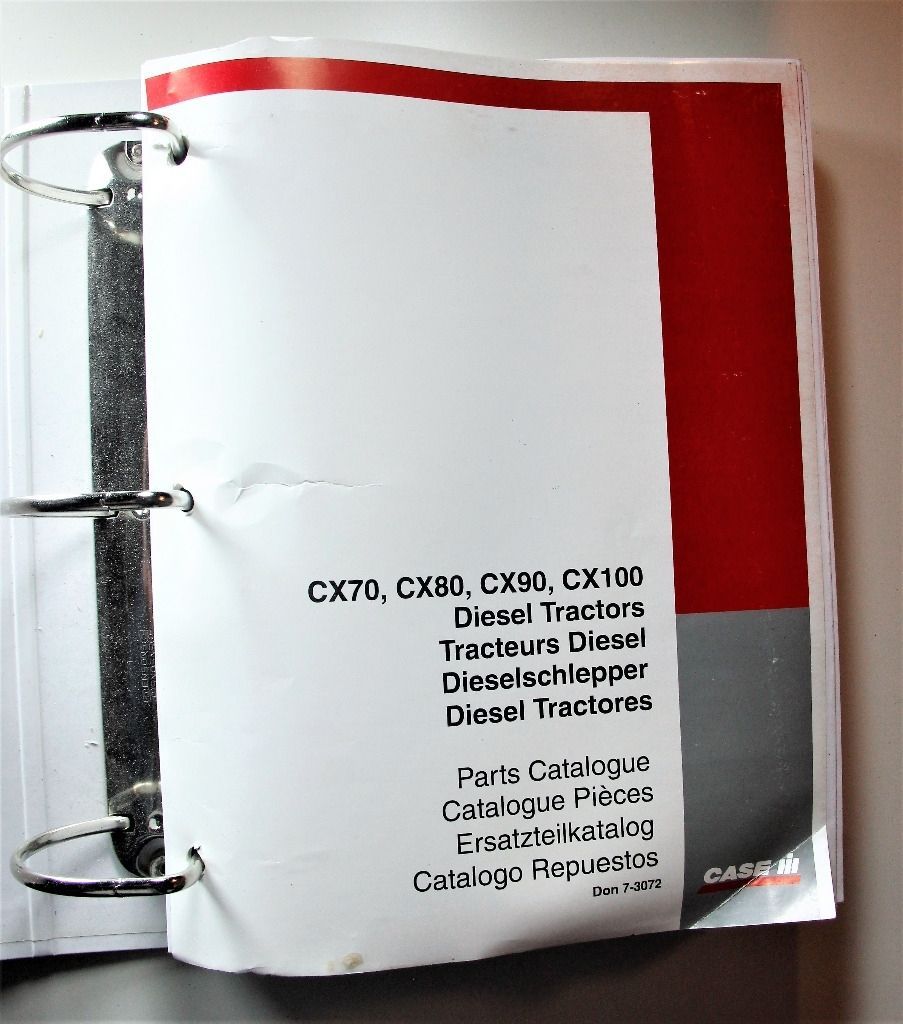 CX70, CX80, CX90, CX100
Diesel Tractors
Tracteurs Diesel
Dieselschlepper
Diesel Tractores
Parts Catalogue
Catalogue Pièces
Ersatzteilkatalog
Catalogo Repuestos
Don 7-3072
CASE III